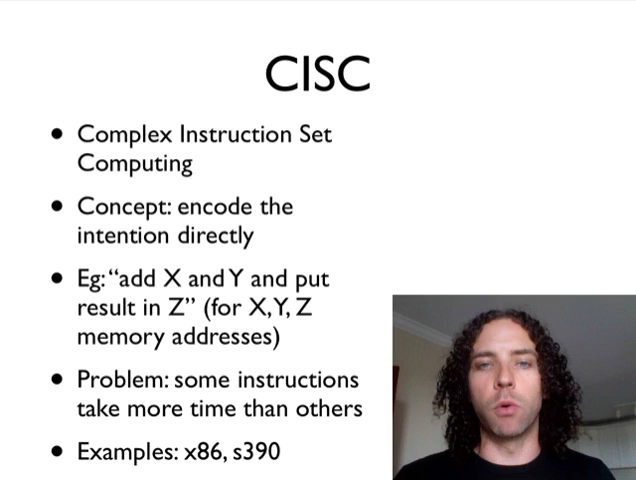 CISC
• Complex Instruction Set
Computing
• Concept: encode the
intention directly
• Eg: “add X and Y and put
result in Z” (for X, Y, Z
memory addresses)
• Problem: some instructions
take more time than others
• Examples: x86, s390